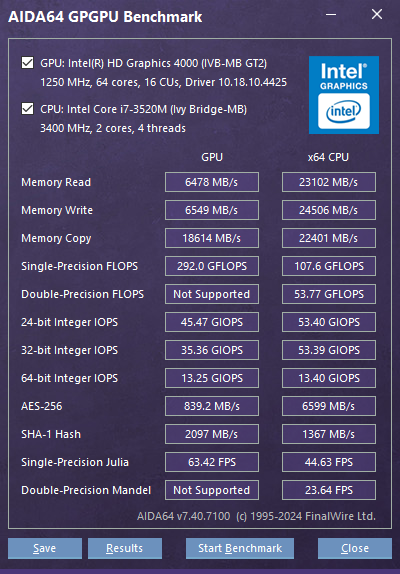 AIDA64 GPGPU Benchmark
GPU: Intel(R) HD Graphics 4000 (IVB-MB GT2)
1250 MHz, 64 cores, 16 CUs, Driver 10.18.10.4425
CPU: Intel Core i7-3520M (Ivy Bridge-MB)
3400 MHz, 2 cores, 4 threads
Intel®
GRAPHICS
intel
GPU x64 CPU
Memory Read 6478 MB/s 23102 MB/s
Memory Write 6549 MB/s 24506 MB/s
Memory Copy 18614 MB/s 22401 MB/s
Single-Precision FLOPS 292.0 GFLOPS 107.6 GFLOPS
Double-Precision FLOPS Not Supported 53.77 GFLOPS
24-bit Integer IOPS 45.47 GIOPS 53.40 GIOPS
32-bit Integer IOPS 35.36 GIOPS 53.39 GIOPS
64-bit Integer IOPS 13.25 GIOPS 13.40 GIOPS
AES-256 839.2 MB/s 6599 MB/s
SHA-1 Hash 2097 MB/s 1367 MB/s
Single-Precision Julia 63.42 FPS 44.63 FPS
Double-Precision Mandel Not Supported 23.64 FPS
AIDA64 v7.40.7100 (c) 1995-2024 FinalWire Ltd.
Save Results Start Benchmark Close